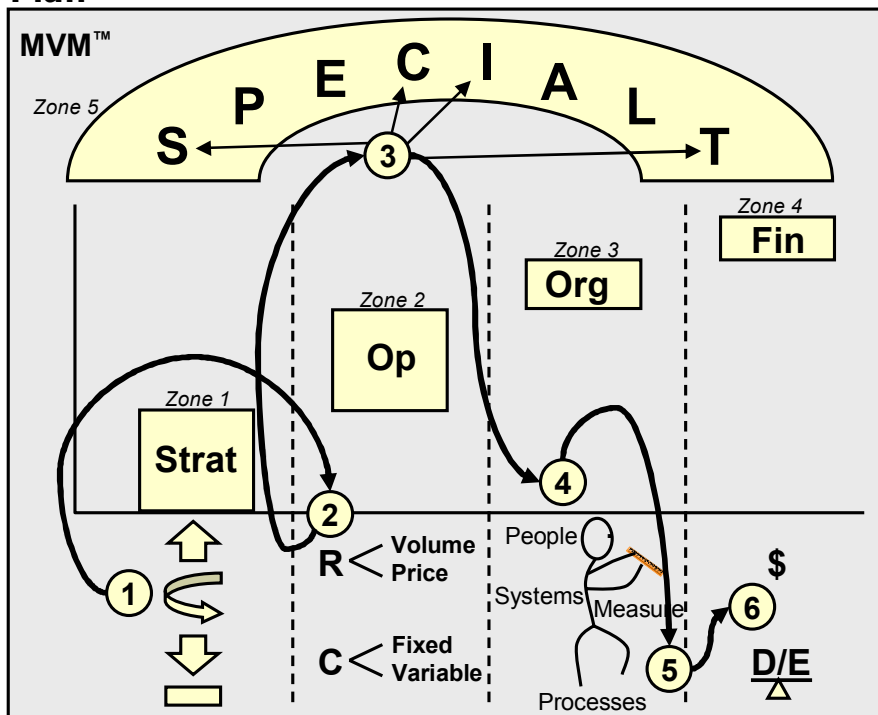 MVM™
S P E C I A L T
Zone 5
3
Zone 4
Fin
Zone 3
Org
Zone 2
Op
Zone 1
Strat
4
2
1
R
Volume
Price
C
Fixed
Variable
People
Systems
Measure
Processes
5
$
6
D/E